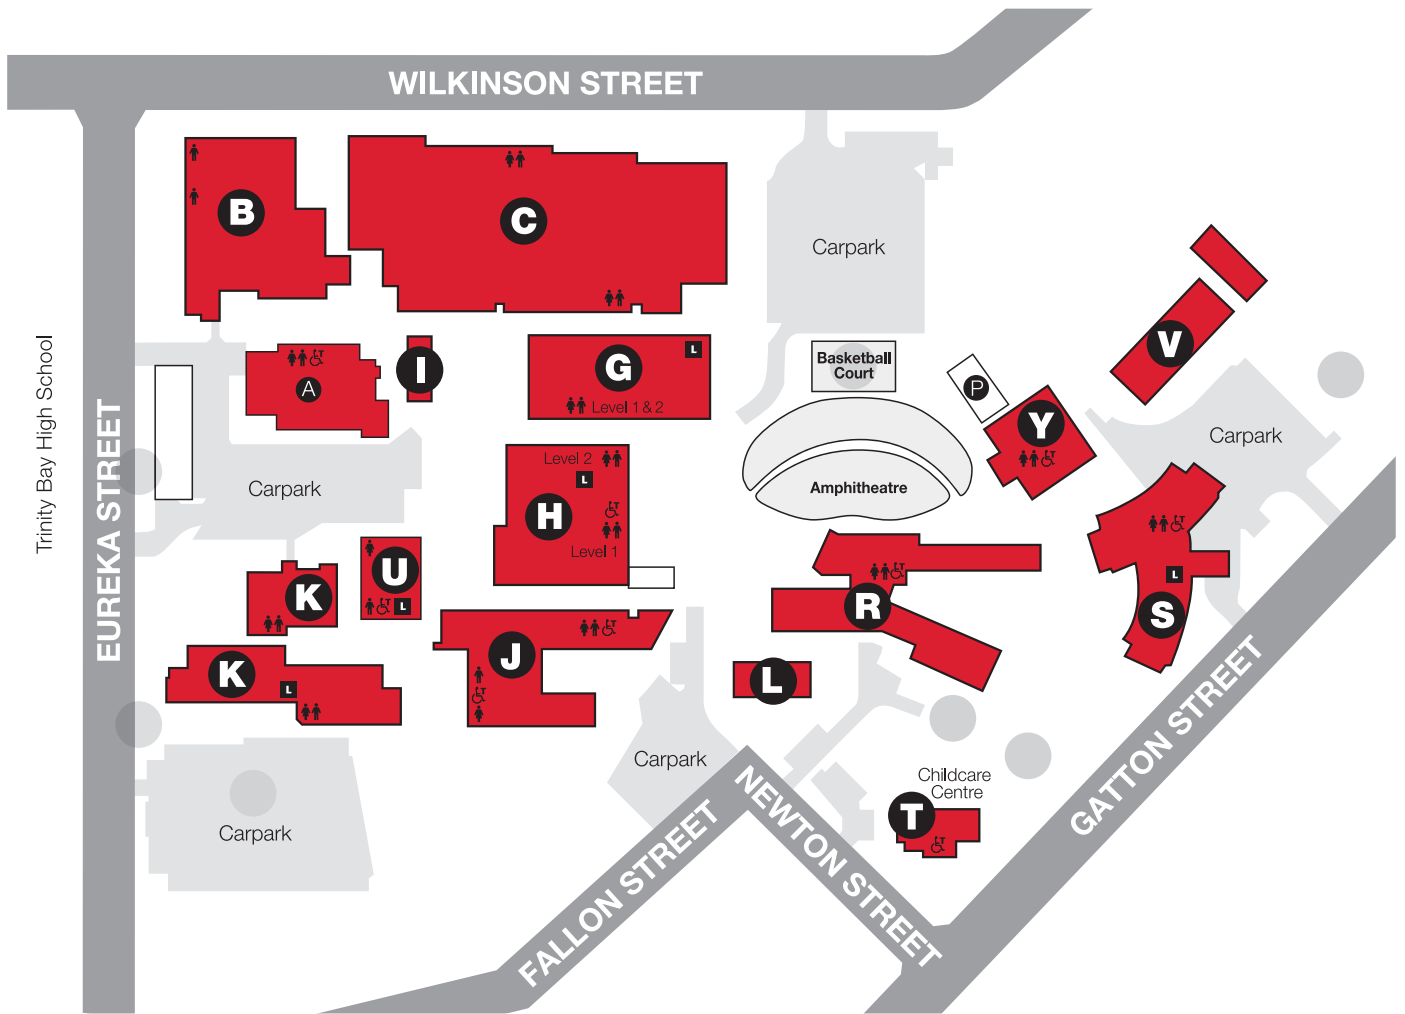 WILKINSON STREET
B
C
Carpark
V
Trinity Bay High School
EUREKA STREET
A
I
G
L
Level 1 & 2
Basketball
Court
P
Y
Carpark
Carpark
Level 2
L
H
Level 1
Amphitheatre
U
L
K
K
L
J
R
L
S
L
Carpark
Carpark
Childcare
Centre
T
FALLON STREET
NEWTON STREET
GATTON STREET